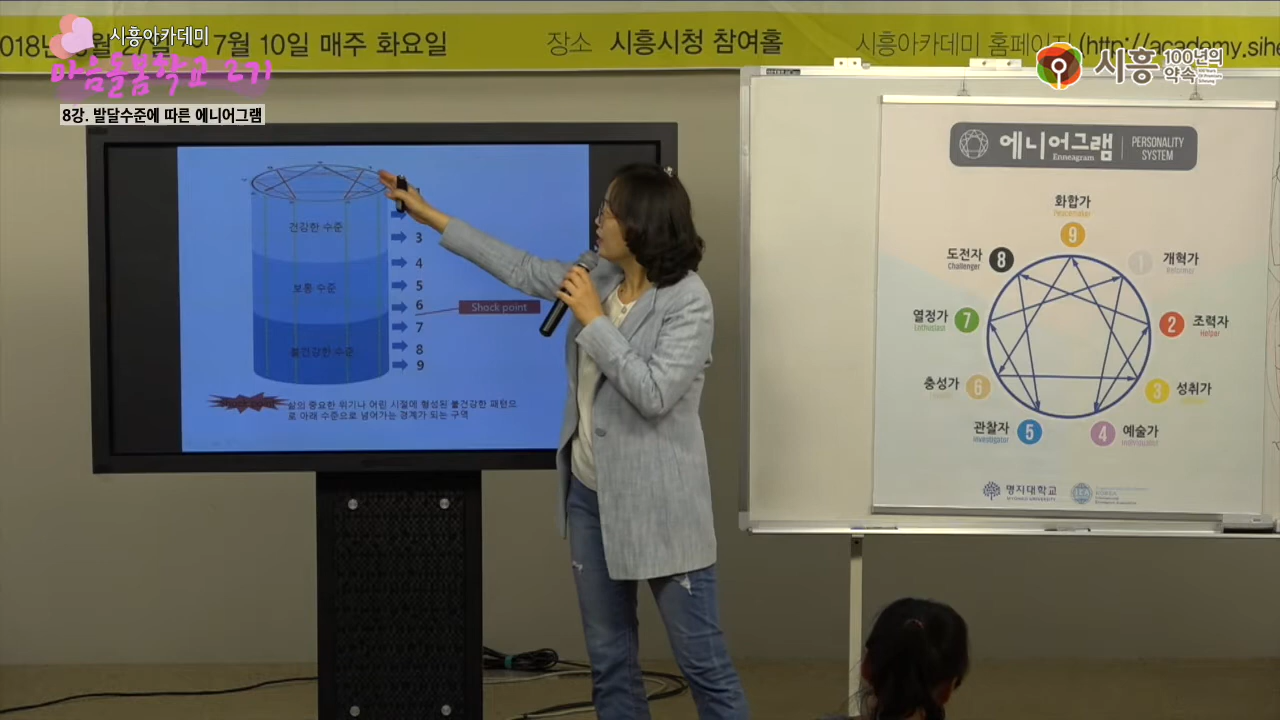 시흥아카데미
마음돌봄학교 2기
8강. 발달수준에 따른 에니어그램
7월 10일 매주 화요일
장소 시흥시청 참여홀
시흥아카데미 홈페이지 (http://academy.sihe
시흥 100년의 약속
건강한 수준
보통 수준
불건강한 수준
3
4
5
6
7
8
9
Shock point
삶의 중요한 위기나 어린 시절에 형성된 불건강한 패턴으
로 아래 수준으로 넘어가는 경계가 되는 구역
에니어그램
Enneagram
PERSONALITY
SYSTEM
화합가
Peacemaker
9
도전자
Challenger
8
1
개혁가
Reformer
열정가
Enthusiast
7
2
조력자
Helper
충성가
6
3
성취가
관찰자
Investigator
5
4
예술가
Individualist
명지대학교
MYONGJI UNIVERSITY